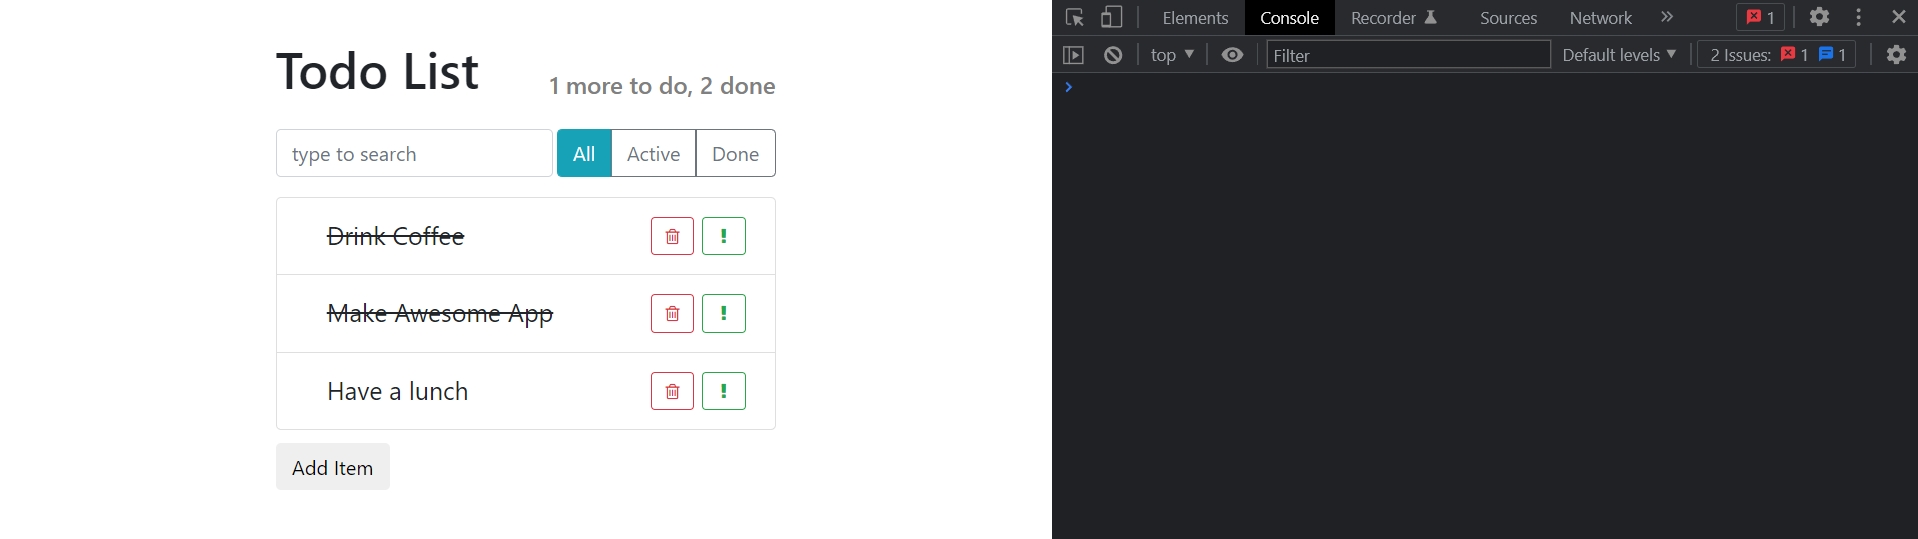 Todo List
1 more to do, 2 done
type to search
All Active Done
Drink Coffee
!
Make Awesome App
!
Have a lunch
!
Add Item
Elements Console Recorder Sources Network » 1
top Filter Default levels 2 Issues: 1 1